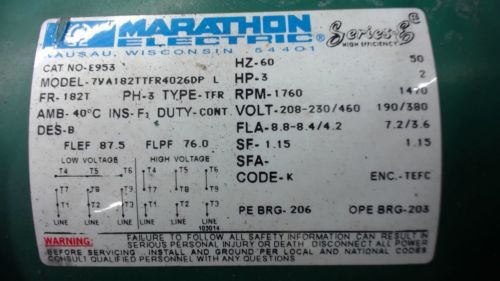 MARATHON
ELECTRIC
Series E
HIGH EFFICIENCY
WAUSAU, WISCONSIN 54401
CAT NO-E953
HZ-60 50
MODEL-7VA182TTFR4026DP L
HP-3 2
FR-182T PH-3 TYPE-TFR
RPM-1760 1470
AMB-40°C INS-F1 DUTY-CONT
VOLT-208-230/460 190/380
DES-B
FLA-8.8-8.4/4.2 7.2/3.6
FLEF 87.5 FLPF 76.0
SF-1.15 1.15
LOW VOLTAGE HIGH VOLTAGE
SFA-
T4 T5 T6 T4 T5 T6
CODE-K ENC-TEFC
T7 T8 T9 T7 T8 T9
T1 T2 T3 T1 T2 T3
PE BRG-206 OPE BRG-203
LINE LINE LINE LINE
103014
WARNING: FAILURE TO FOLLOW ALL SAFETY INFORMATION CAN RESULT IN
SERIOUS PERSONAL INJURY OR DEATH DISCONNECT ALL POWER
BEFORE SERVICING. INSTALL AND GROUND PER LOCAL AND NATIONAL CODES.
CONSULT QUALIFIED PERSONNEL WITH ANY QUESTIONS